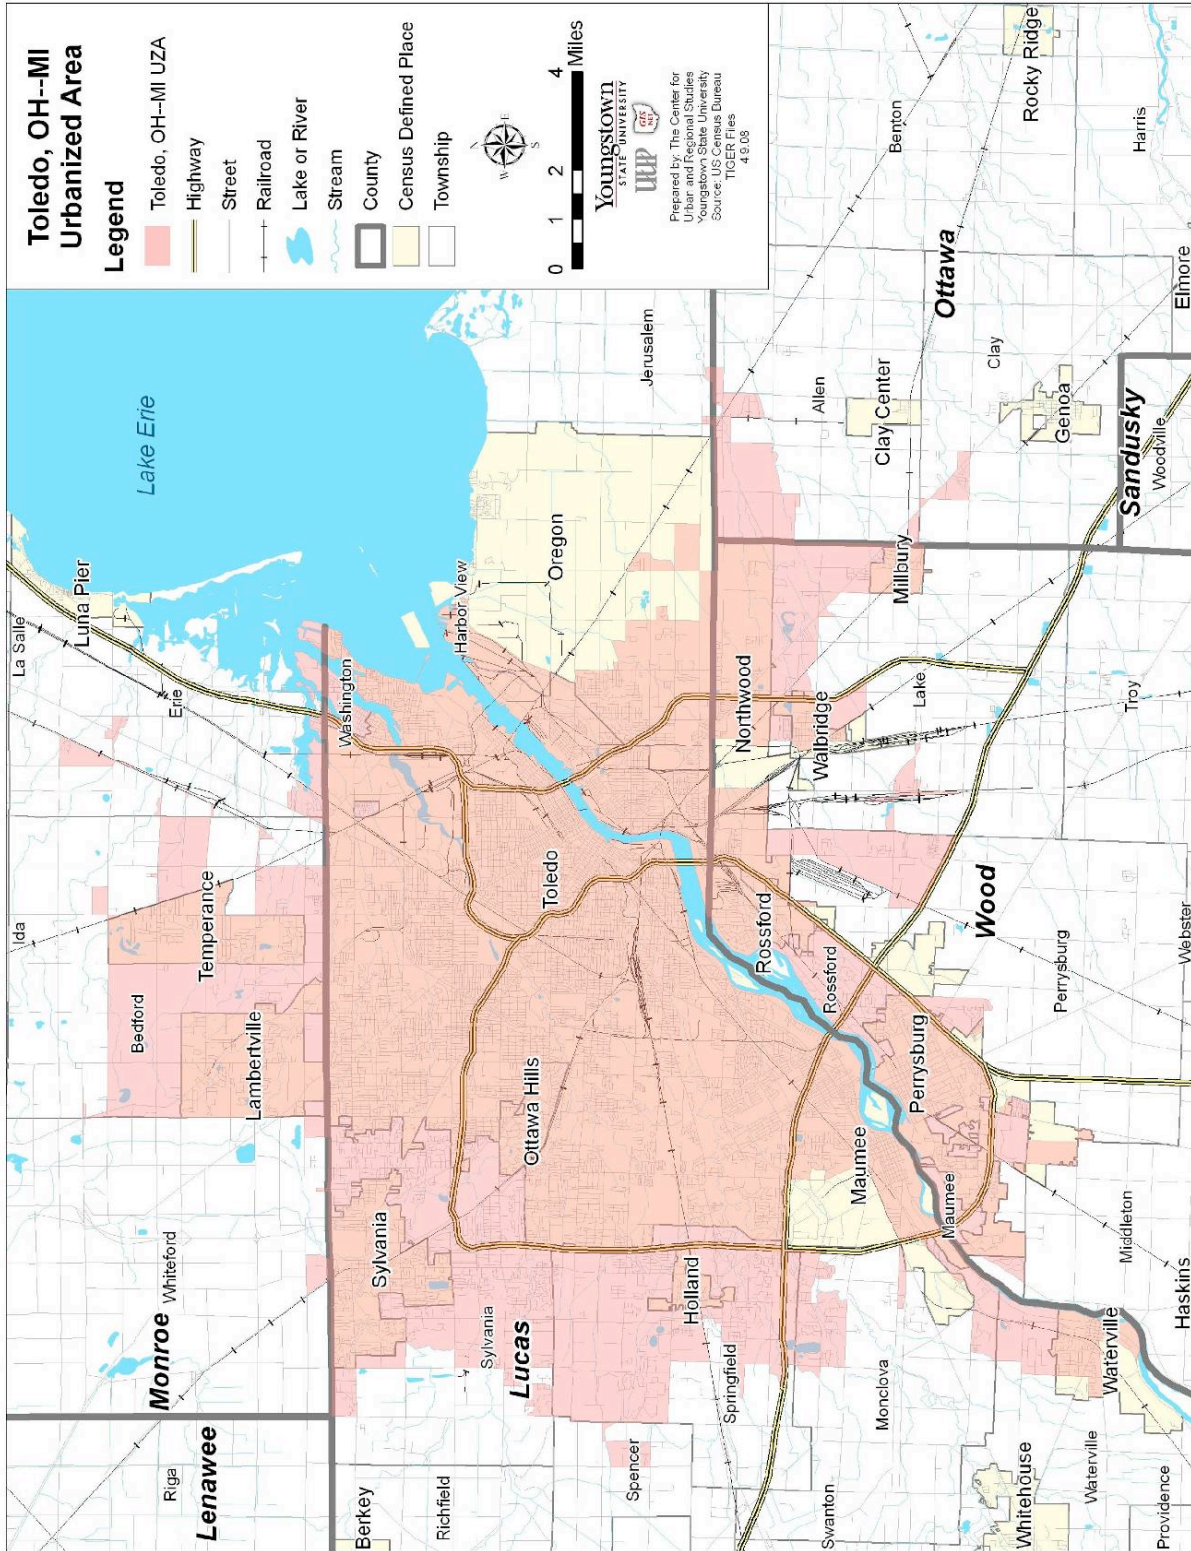 Toledo, OH--MI
Urbanized Area
Legend
Toledo, OH--MI UZA
Highway
Street
Railroad
Lake or River
Stream
County
Census Defined Place
Township
N
W
E
S
0 1 2 4
Miles
Youngstown
STATE UNIVERSITY
Prepared by: The Center for
Urban and Regional Studies
Youngstown State University
Source: US Census Bureau
TIGER Files
4.9.08
Lenawee
Riga
Monroe
Whiteford
Lambertville
Bedford
Temperance
Ida
Erie
La Salle
Luna Pier
Lake Erie
Berkey
Richfield
Sylvania
Sylvania
Lucas
Ottawa Hills
Toledo
Washington
Harbor View
Oregon
Jerusalem
Spencer
Springfield
Holland
Swanton
Monclova
Maumee
Maumee
Perrysburg
Rossford
Rossford
Northwood
Walbridge
Millbury
Lake
Allen
Clay Center
Clay
Genoa
Benton
Rocky Ridge
Ottawa
Harris
Elmore
Sandusky
Woodville
Wood
Troy
Perrysburg
Webster
Middleton
Haskins
Waterville
Waterville
Whitehouse
Providence